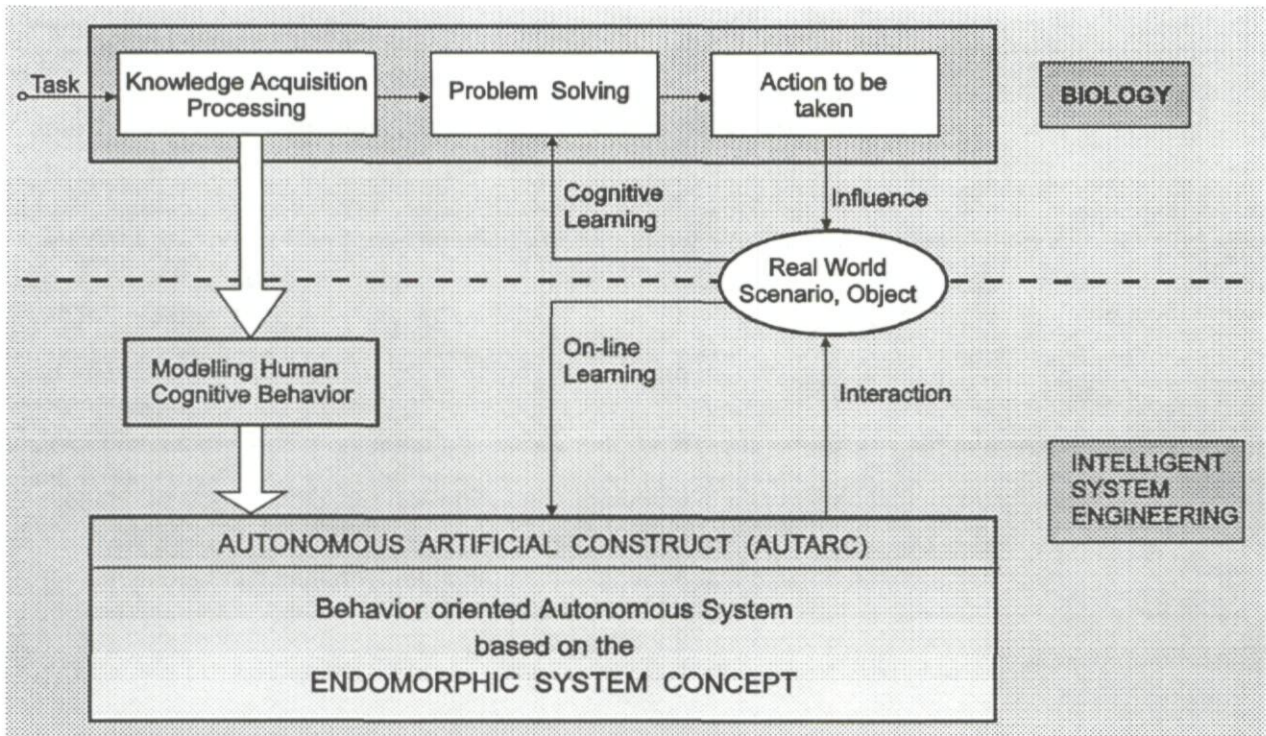 Task
Knowledge Acquisition
Processing
Problem Solving
Action to be
taken
BIOLOGY
Cognitive
Learning
Influence
Real World
Scenario, Object
Modelling Human
Cognitive Behavior
On-line
Learning
Interaction
INTELLIGENT
SYSTEM
ENGINEERING
AUTONOMOUS ARTIFICIAL CONSTRUCT (AUTARC)
Behavior oriented Autonomous System
based on the
ENDOMORPHIC SYSTEM CONCEPT